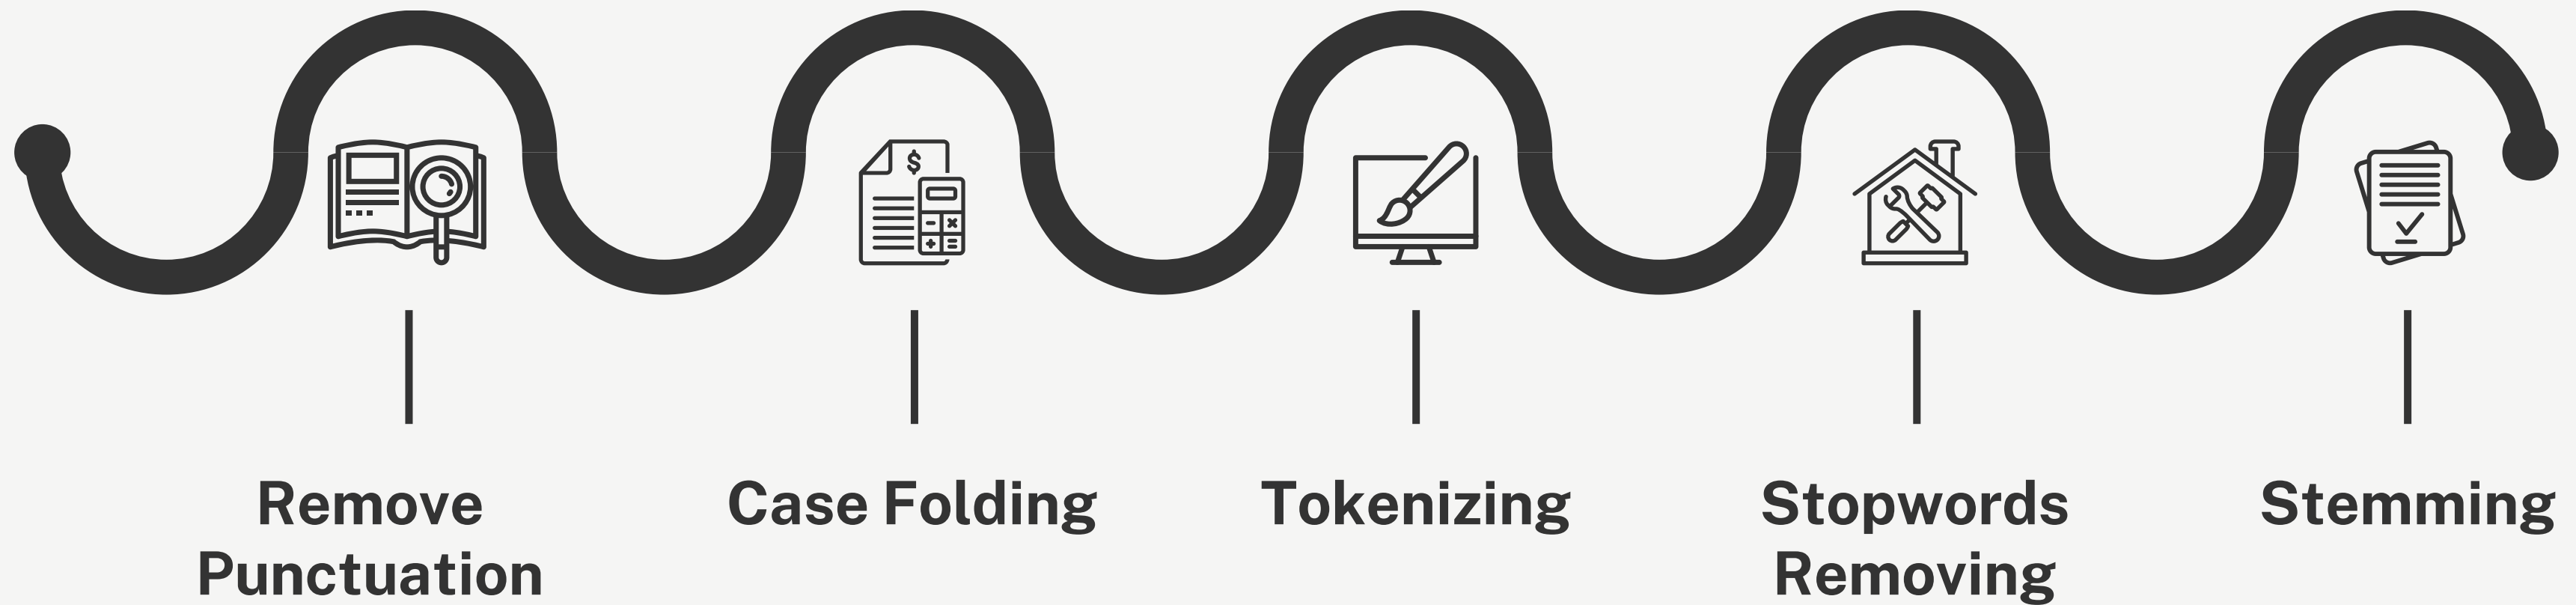 Remove
Punctuation
Case Folding
Tokenizing
Stopwords
Removing
Stemming